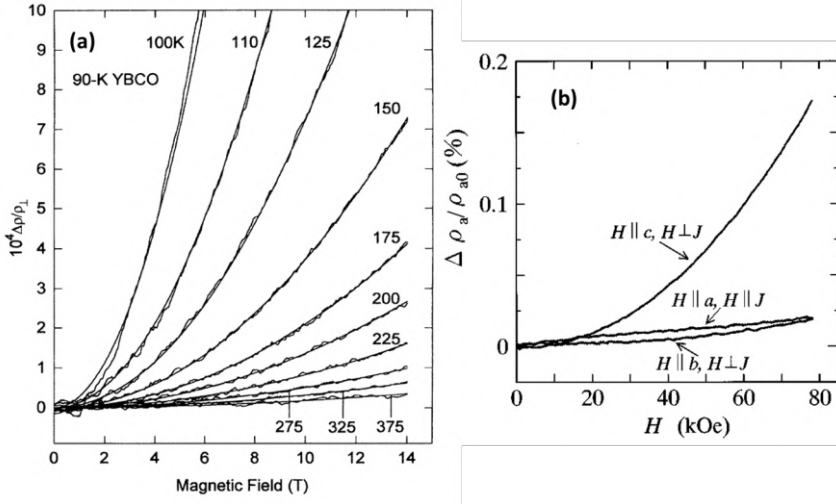 (a)
90-K YBCO
100K
110
125
150
175
200
225
275
325
375
10
9
8
7
6
5
4
3
2
1
0
10⁴Δρ/ρ⊥
0 2 4 6 8 10 12 14
Magnetic Field (T)
(b)
0.2
0.1
0
Δ ρa/ρa0 (%)
H ∥ c, H⊥J
H ∥ a, H ∥ J
H ∥ b, H⊥J
0 20 40 60 80
H (kOe)